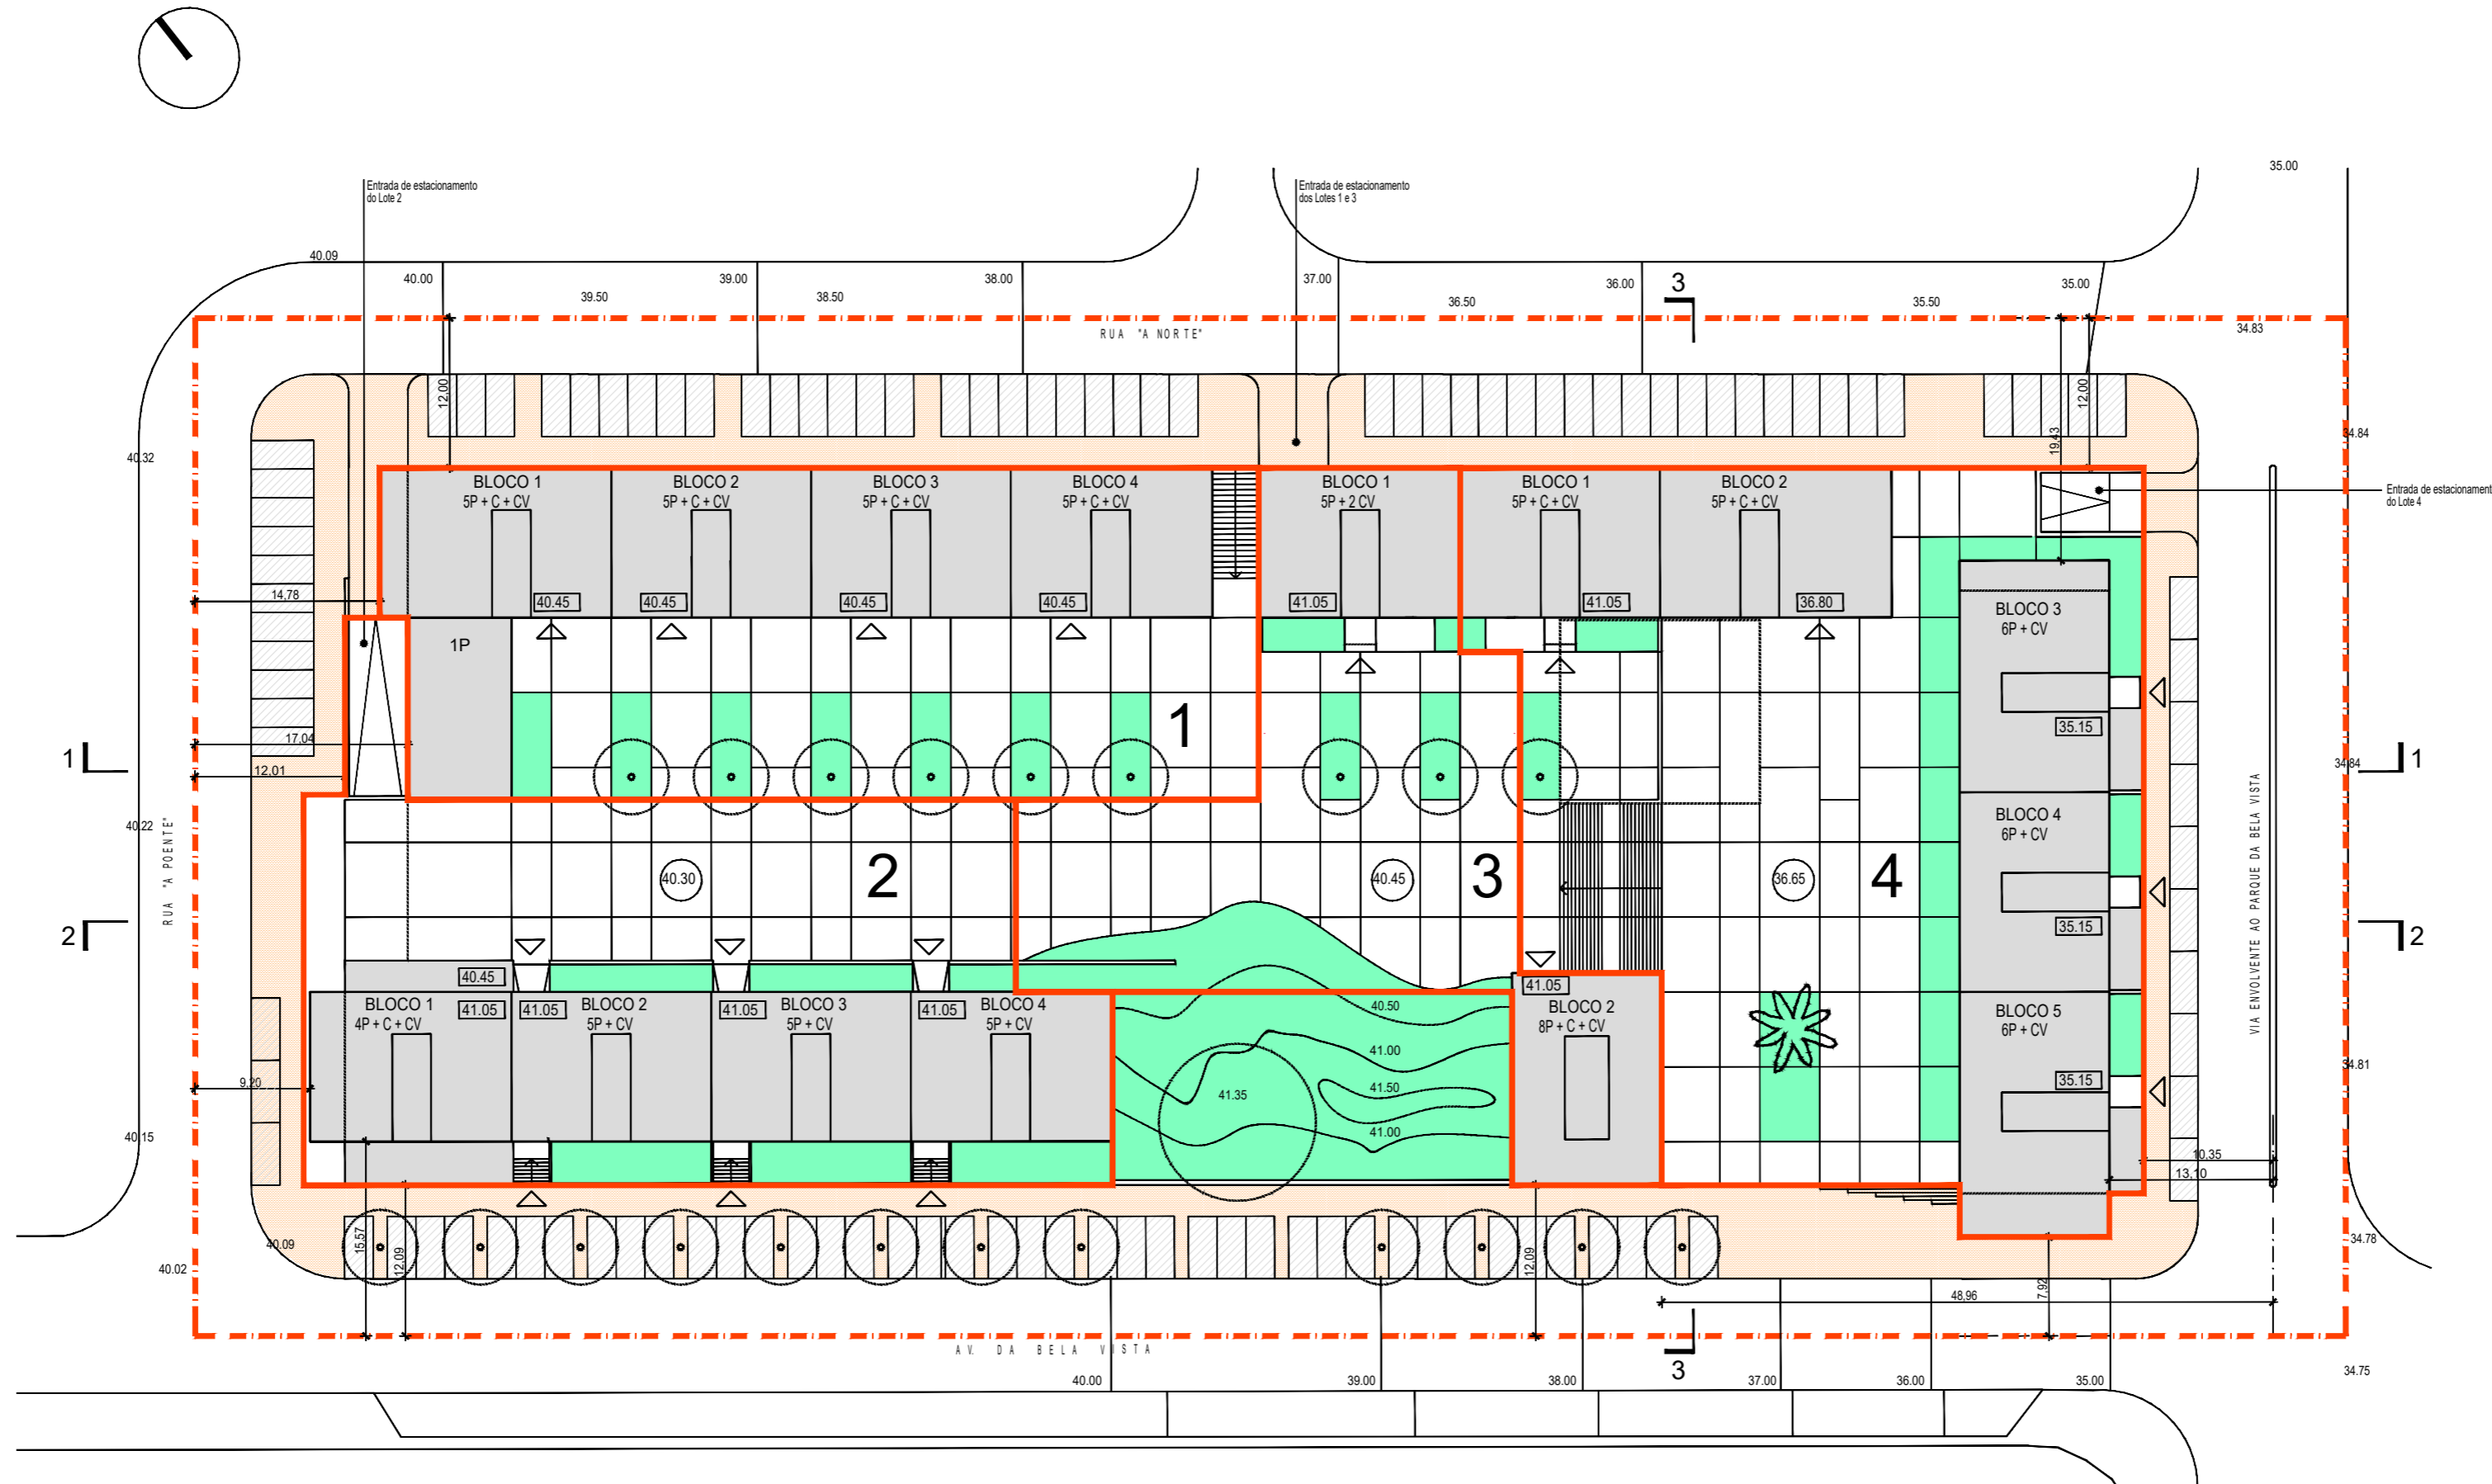 35.00
Entrada de estacionamento
do Lote 2
Entrada de estacionamento
dos Lotes 1 e 3
40.09
40.00
39.50
39.00
38.50
38.00
37.00
36.50
36.00
3
35.50
35.00
34.83
RUA "A NORTE"
12,00
12,00
19,43
40.32
34.84
BLOCO 1
5P + C + CV
BLOCO 2
5P + C + CV
BLOCO 3
5P + C + CV
BLOCO 4
5P + C + CV
BLOCO 1
5P + 2 CV
BLOCO 1
5P + C + CV
BLOCO 2
5P + C + CV
Entrada de estacionament
do Lote 4
14,78
40.45
40.45
40.45
40.45
41.05
41.05
36.80
BLOCO 3
6P + CV
1P
35.15
1
17,04
1
12,01
34.84
1
40.22
RUA "A POENTE"
VIA ENVOLVENTE AO PARQUE DA BELA VISTA
BLOCO 4
6P + CV
40.30
2
40.45
3
36.65
4
35.15
2
2
40.45
41.05
BLOCO 1
4P + C + CV
41.05
41.05
BLOCO 2
5P + CV
41.05
BLOCO 3
5P + CV
41.05
BLOCO 4
5P + CV
40.50
BLOCO 2
8P + C + CV
BLOCO 5
6P + CV
41.00
34.81
9,20
41.50
41.35
35.15
41.00
40.15
10,35
13,10
15,57
12,09
12,09
40.09
40.02
34.78
7,92
48,96
AV. DA BELA VISTA
3
34.75
40.00
39.00
38.00
37.00
36.00
35.00